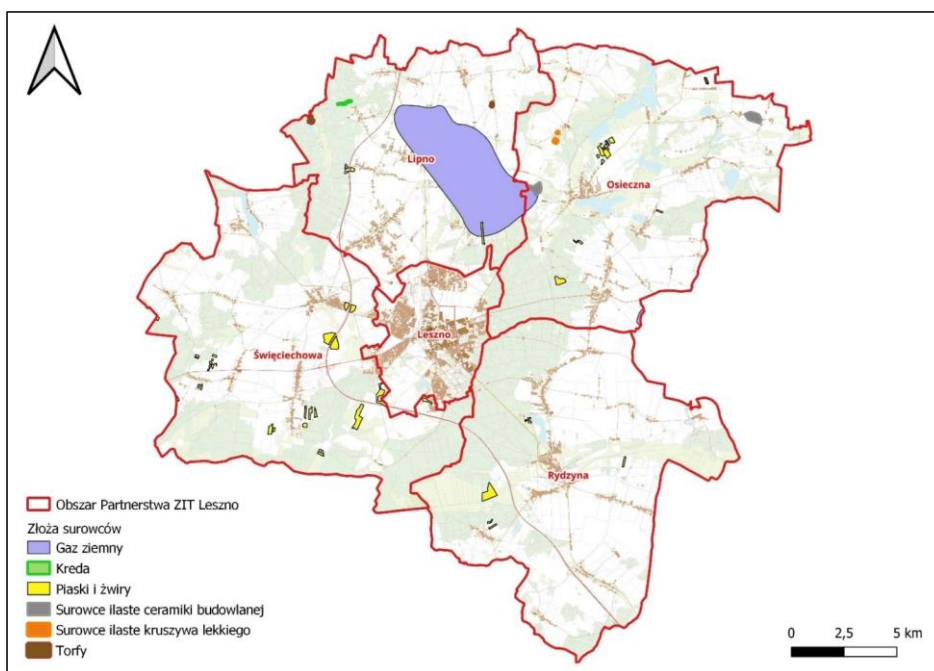 Lipno
Osieczna
Leszno
Święciechowa
Rydzyna
Obszar Partnerstwa ZIT Leszno
Złoża surowców
Gaz ziemny
Kreda
Piaski i żwiry
Surowce ilaste ceramiki budowlanej
Surowce ilaste kruszywa lekkiego
Torfy
0 2,5 5 km